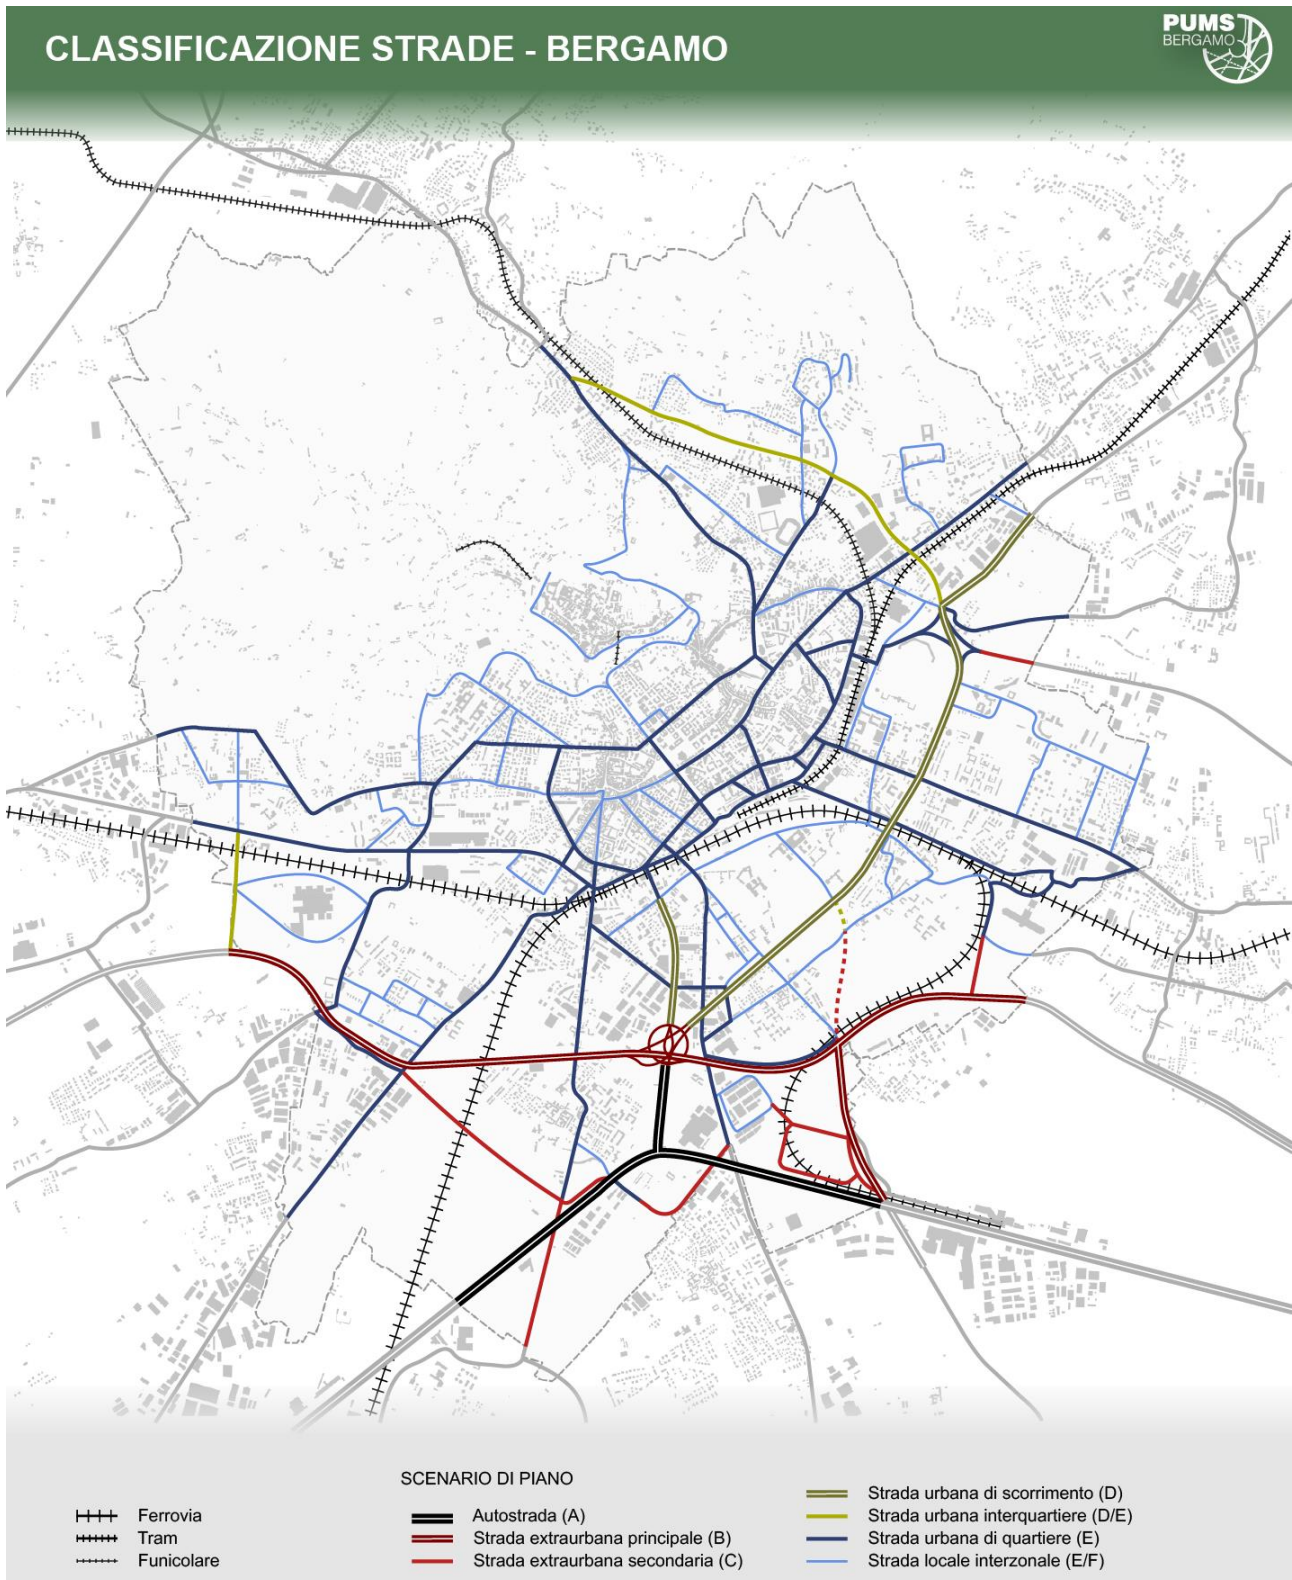 CLASSIFICAZIONE STRADE - BERGAMO
PUMS
BERGAMO
SCENARIO DI PIANO
Ferrovia
Tram
Funicolare
Autostrada (A)
Strada extraurbana principale (B)
Strada extraurbana secondaria (C)
Strada urbana di scorrimento (D)
Strada urbana interquartiere (D/E)
Strada urbana di quartiere (E)
Strada locale interzonale (E/F)